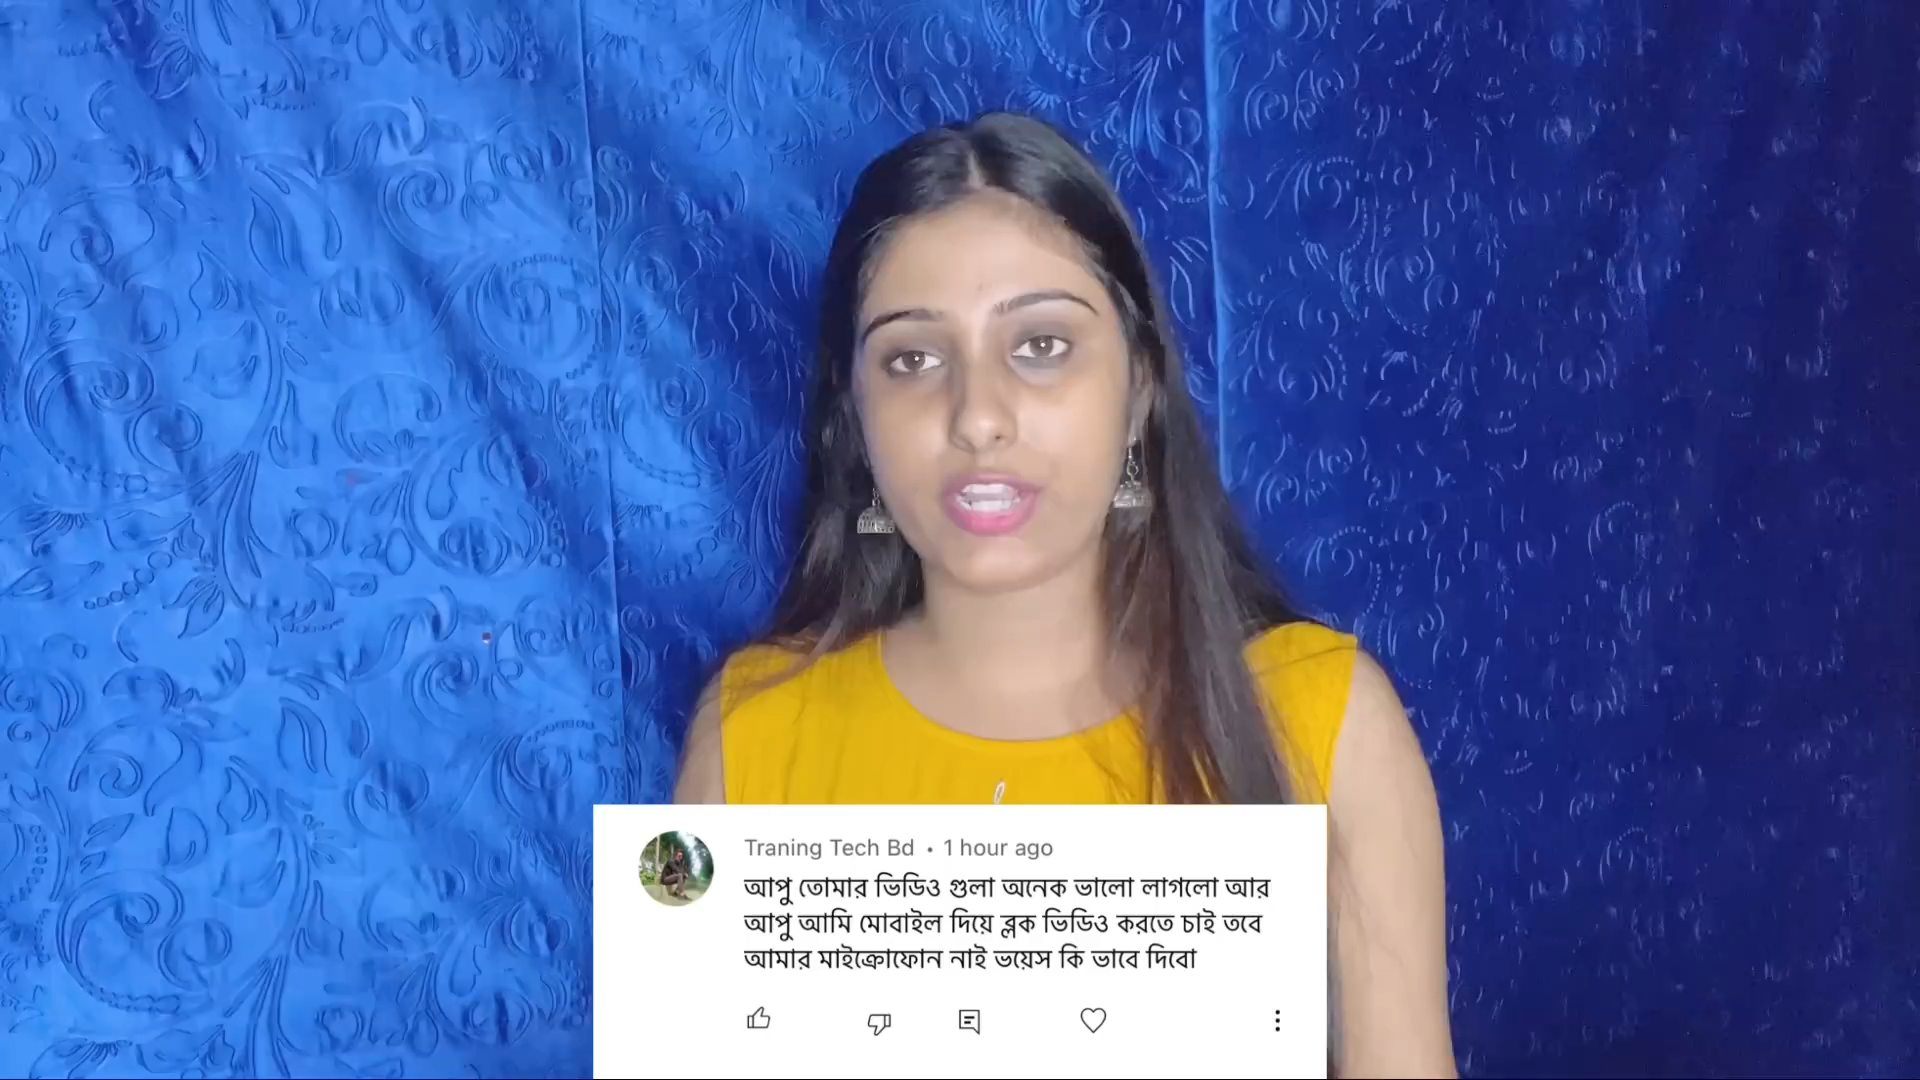 Traning Tech Bd • 1 hour ago
আপু তোমার ভিডিও গুলা অনেক ভালো লাগলো আর
আপু আমি মোবাইল দিয়ে ব্লক ভিডিও করতে চাই তবে
আমার মাইক্রোফোন নাই ভয়েস কি ভাবে দিবো